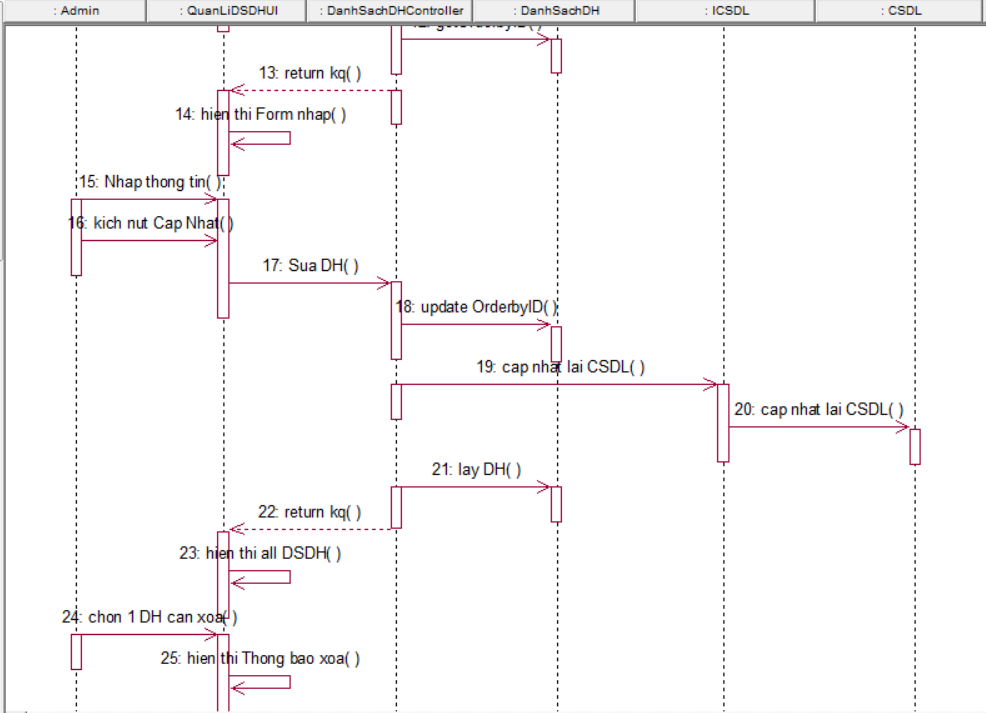 : Admin
: QuanLiDSDHUI
: DanhSachDHController
: DanhSachDH
: ICSDL
: CSDL
13: return kq( )
14: hien thi Form nhap( )
15: Nhap thong tin( )
16: kich nut Cap Nhat( )
17: Sua DH( )
18: update OrderbyID( )
19: cap nhat lai CSDL( )
20: cap nhat lai CSDL( )
21: lay DH( )
22: return kq( )
23: hien thi all DSDH( )
24: chon 1 DH can xoa( )
25: hien thi Thong bao xoa( )